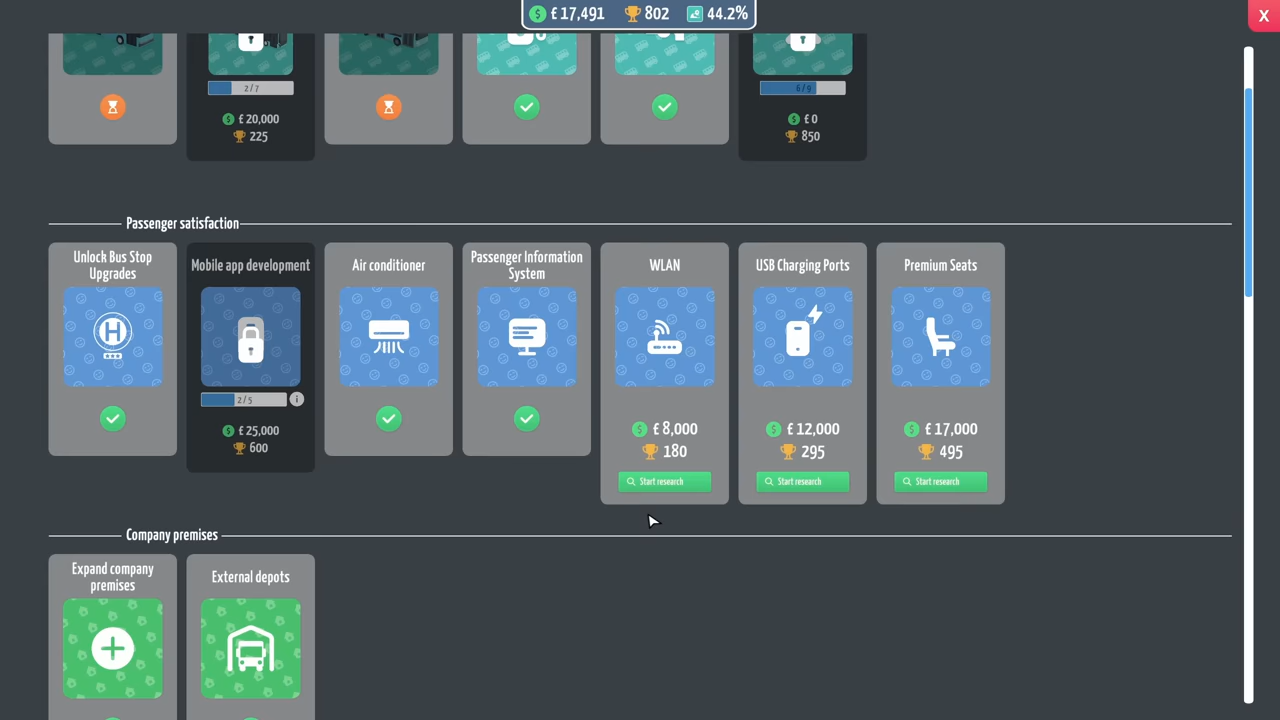 £ 17,491 802 44.2%
X
2 / 7
6 / 9
£ 20,000
225
£ 0
850
Passenger satisfaction
Unlock Bus Stop
Upgrades
H
Mobile app development
2 / 5
i
£ 25,000
600
Air conditioner
Passenger Information
System
WLAN
£ 8,000
180
Start research
USB Charging Ports
£ 12,000
295
Start research
Premium Seats
£ 17,000
495
Start research
Company premises
Expand company
premises
External depots